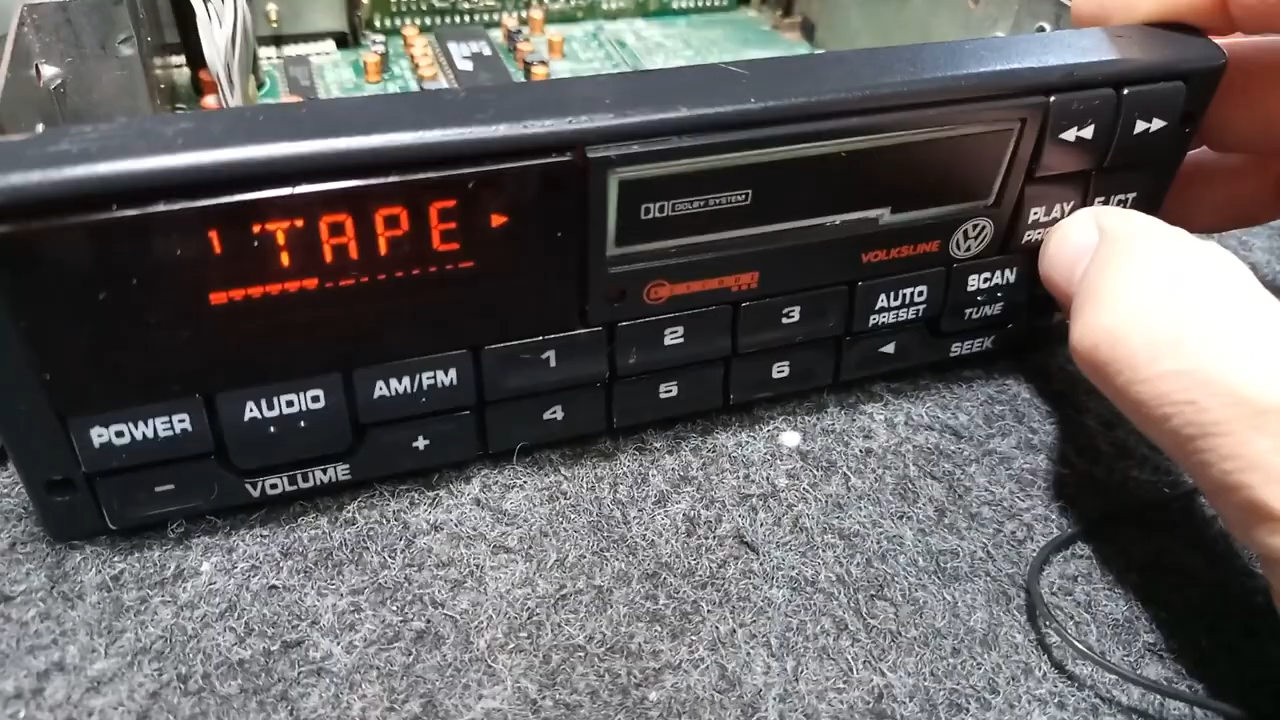 1 TAPE
DOLBY SYSTEM
VOLKSLINE
PLAY
EJCT
POWER
AUDIO
AM/FM
1
2
3
AUTO
PRESET
SCAN
TUNE
- VOLUME +
4
5
6
SEEK